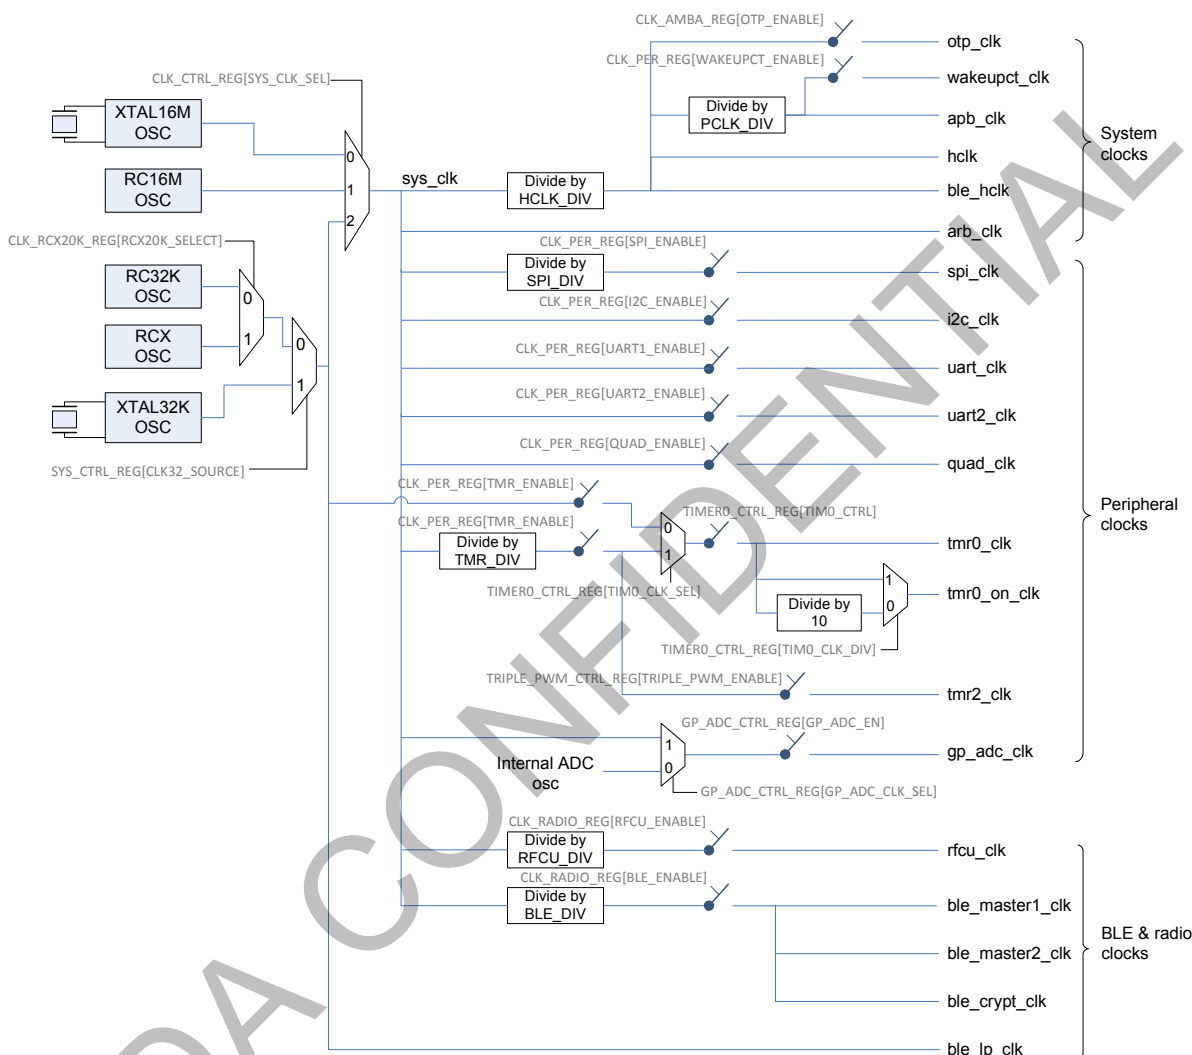 CLK_AMBA_REG[OTP_ENABLE]
otp_clk
CLK_PER_REG[WAKEUPCT_ENABLE]
wakeupct_clk
CLK_CTRL_REG[SYS_CLK_SEL]
XTAL16M
OSC
Divide by
PCLK_DIV
apb_clk
System
clocks
0
hclk
RC16M
OSC
1
sys_clk
Divide by
HCLK_DIV
ble_hclk
2
arb_clk
CLK_RCX20K_REG[RCX20K_SELECT]
CLK_PER_REG[SPI_ENABLE]
RC32K
OSC
Divide by
SPI_DIV
spi_clk
0
CLK_PER_REG[I2C_ENABLE]
i2c_clk
RCX
OSC
1
0
CLK_PER_REG[UART1_ENABLE]
uart_clk
1
XTAL32K
OSC
CLK_PER_REG[UART2_ENABLE]
uart2_clk
CLK_PER_REG[QUAD_ENABLE]
quad_clk
SYS_CTRL_REG[CLK32_SOURCE]
CLK_PER_REG[TMR_ENABLE]
Peripheral
clocks
TIMER0_CTRL_REG[TIM0_CTRL]
CLK_PER_REG[TMR_ENABLE]
0
Divide by
TMR_DIV
1
tmr0_clk
TIMER0_CTRL_REG[TIM0_CLK_SEL]
1
tmr0_on_clk
Divide by
10
0
TIMER0_CTRL_REG[TIM0_CLK_DIV]
TRIPLE_PWM_CTRL_REG[TRIPLE_PWM_ENABLE]
tmr2_clk
GP_ADC_CTRL_REG[GP_ADC_EN]
1
gp_adc_clk
Internal ADC
osc
0
GP_ADC_CTRL_REG[GP_ADC_CLK_SEL]
CLK_RADIO_REG[RFCU_ENABLE]
Divide by
RFCU_DIV
rfcu_clk
CLK_RADIO_REG[BLE_ENABLE]
Divide by
BLE_DIV
ble_master1_clk
BLE & radio
clocks
ble_master2_clk
ble_crypt_clk
ble_lp_clk
DA CONFIDENTIAL